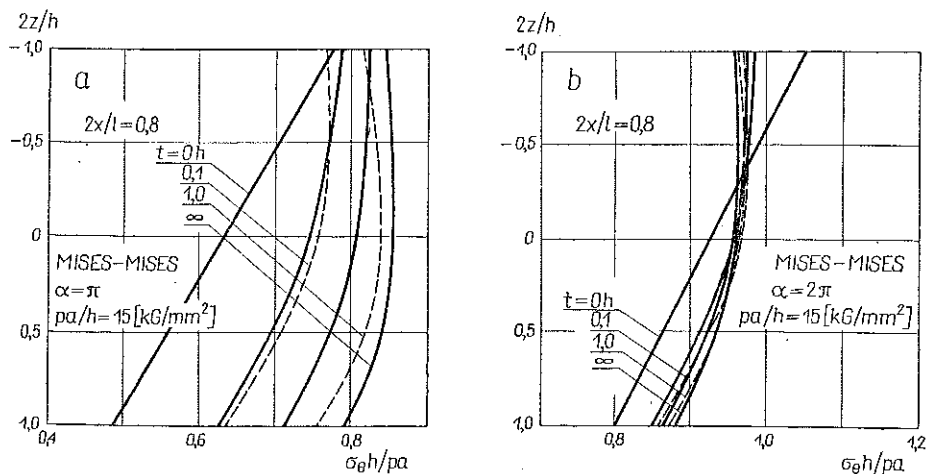 2z/h
-1,0
a
2x/l=0,8
-0,5
t=0h
0,1
1,0
∞
0
MISES-MISES
α=π
pa/h=15[kG/mm²]
0,5
1,0
0,4
0,6
0,8
σθh/pa
2z/h
-1,0
b
2x/l=0,8
-0,5
0
MISES-MISES
α=2π
pa/h=15[kG/mm²]
t=0h
0,1
1,0
∞
0,5
1,0
0,8
1,0
1,2
σθh/pa